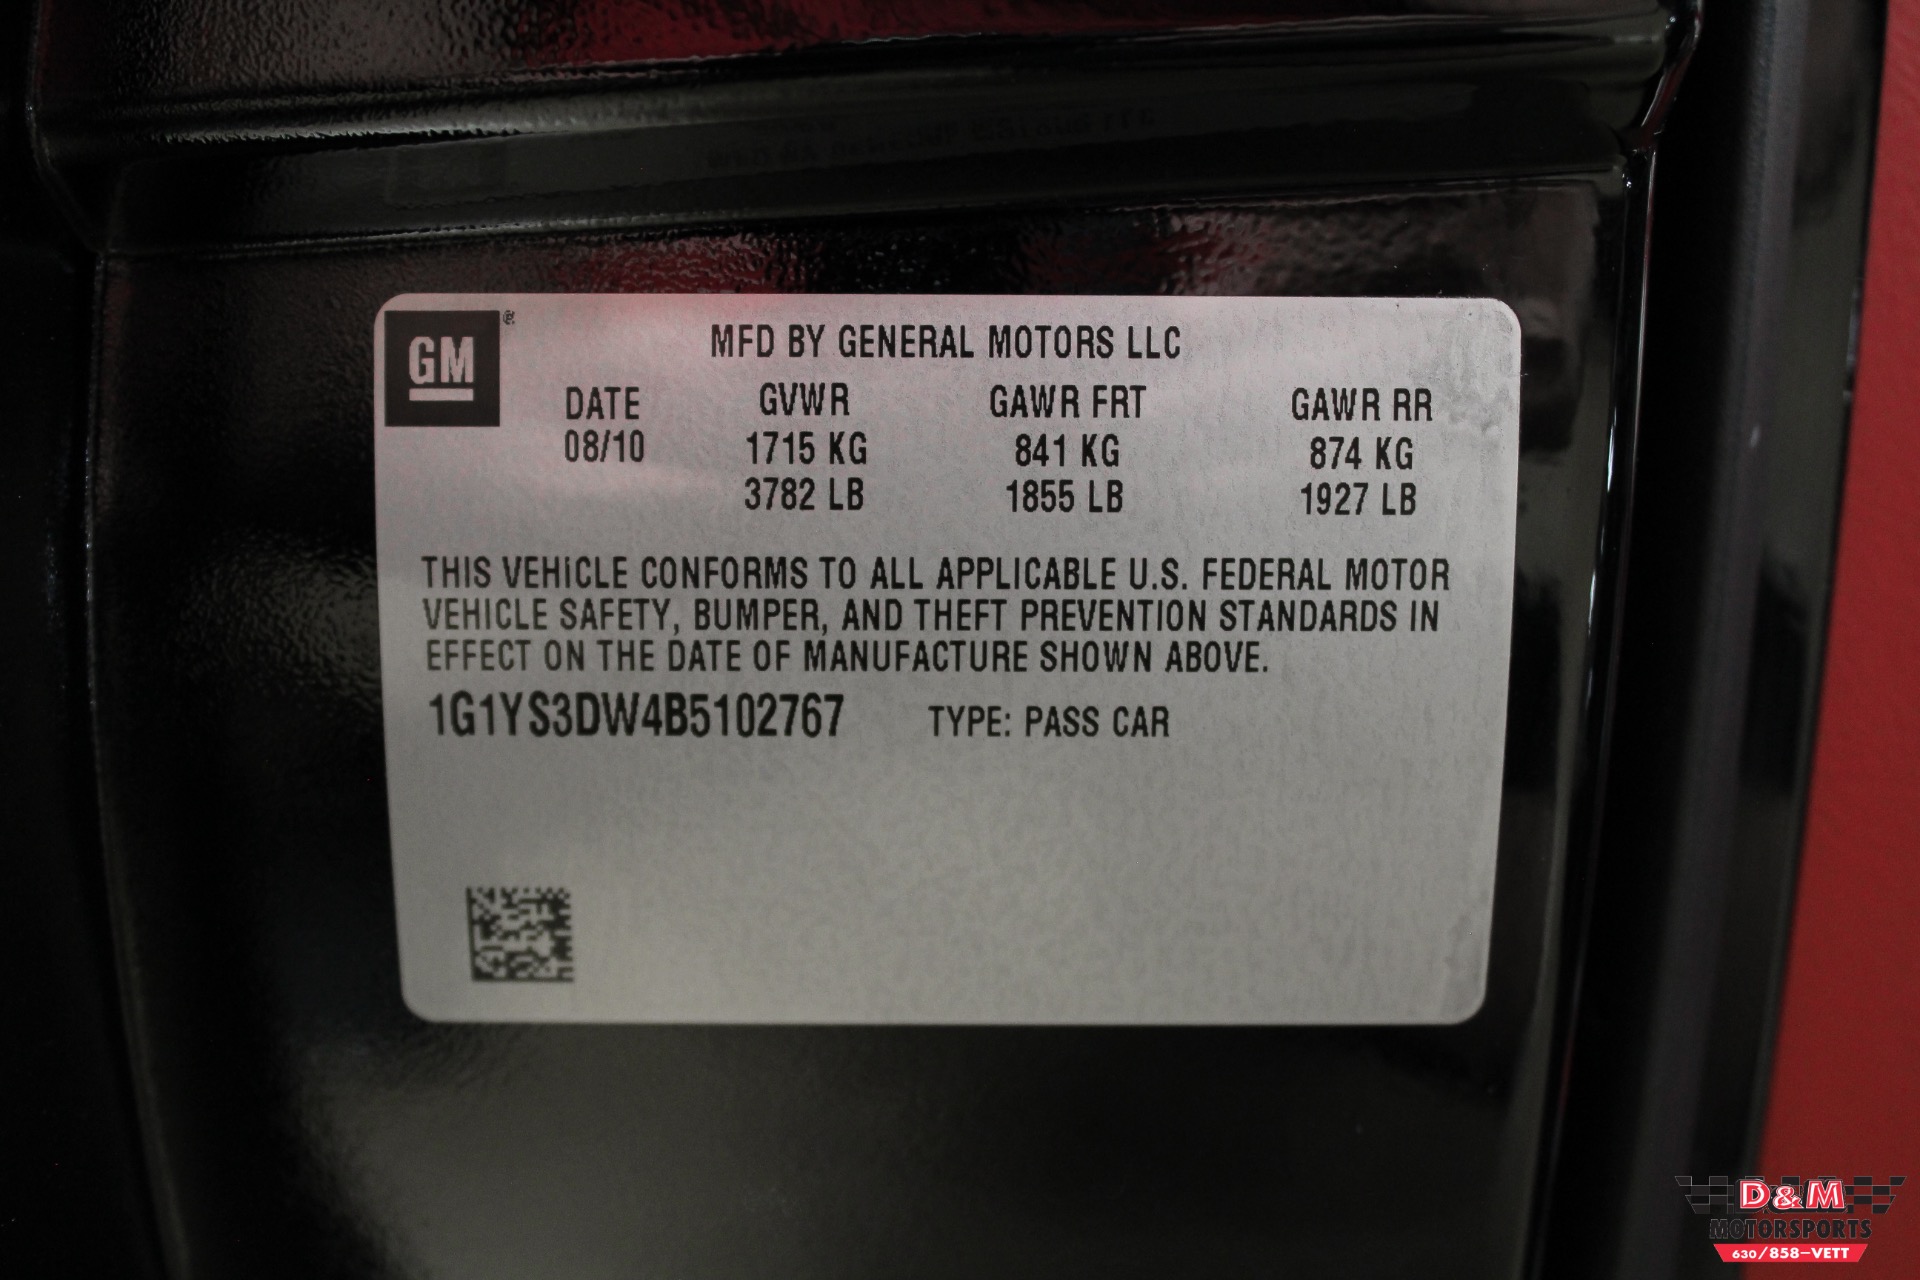 GM ®
MFD BY GENERAL MOTORS LLC
DATE GVWR GAWR FRT GAWR RR
08/10 1715 KG 841 KG 874 KG
3782 LB 1855 LB 1927 LB
THIS VEHICLE CONFORMS TO ALL APPLICABLE U.S. FEDERAL MOTOR
VEHICLE SAFETY, BUMPER, AND THEFT PREVENTION STANDARDS IN
EFFECT ON THE DATE OF MANUFACTURE SHOWN ABOVE.
1G1YS3DW4B5102767 TYPE: PASS CAR
D&M
MOTORSPORTS
630/858-VETT